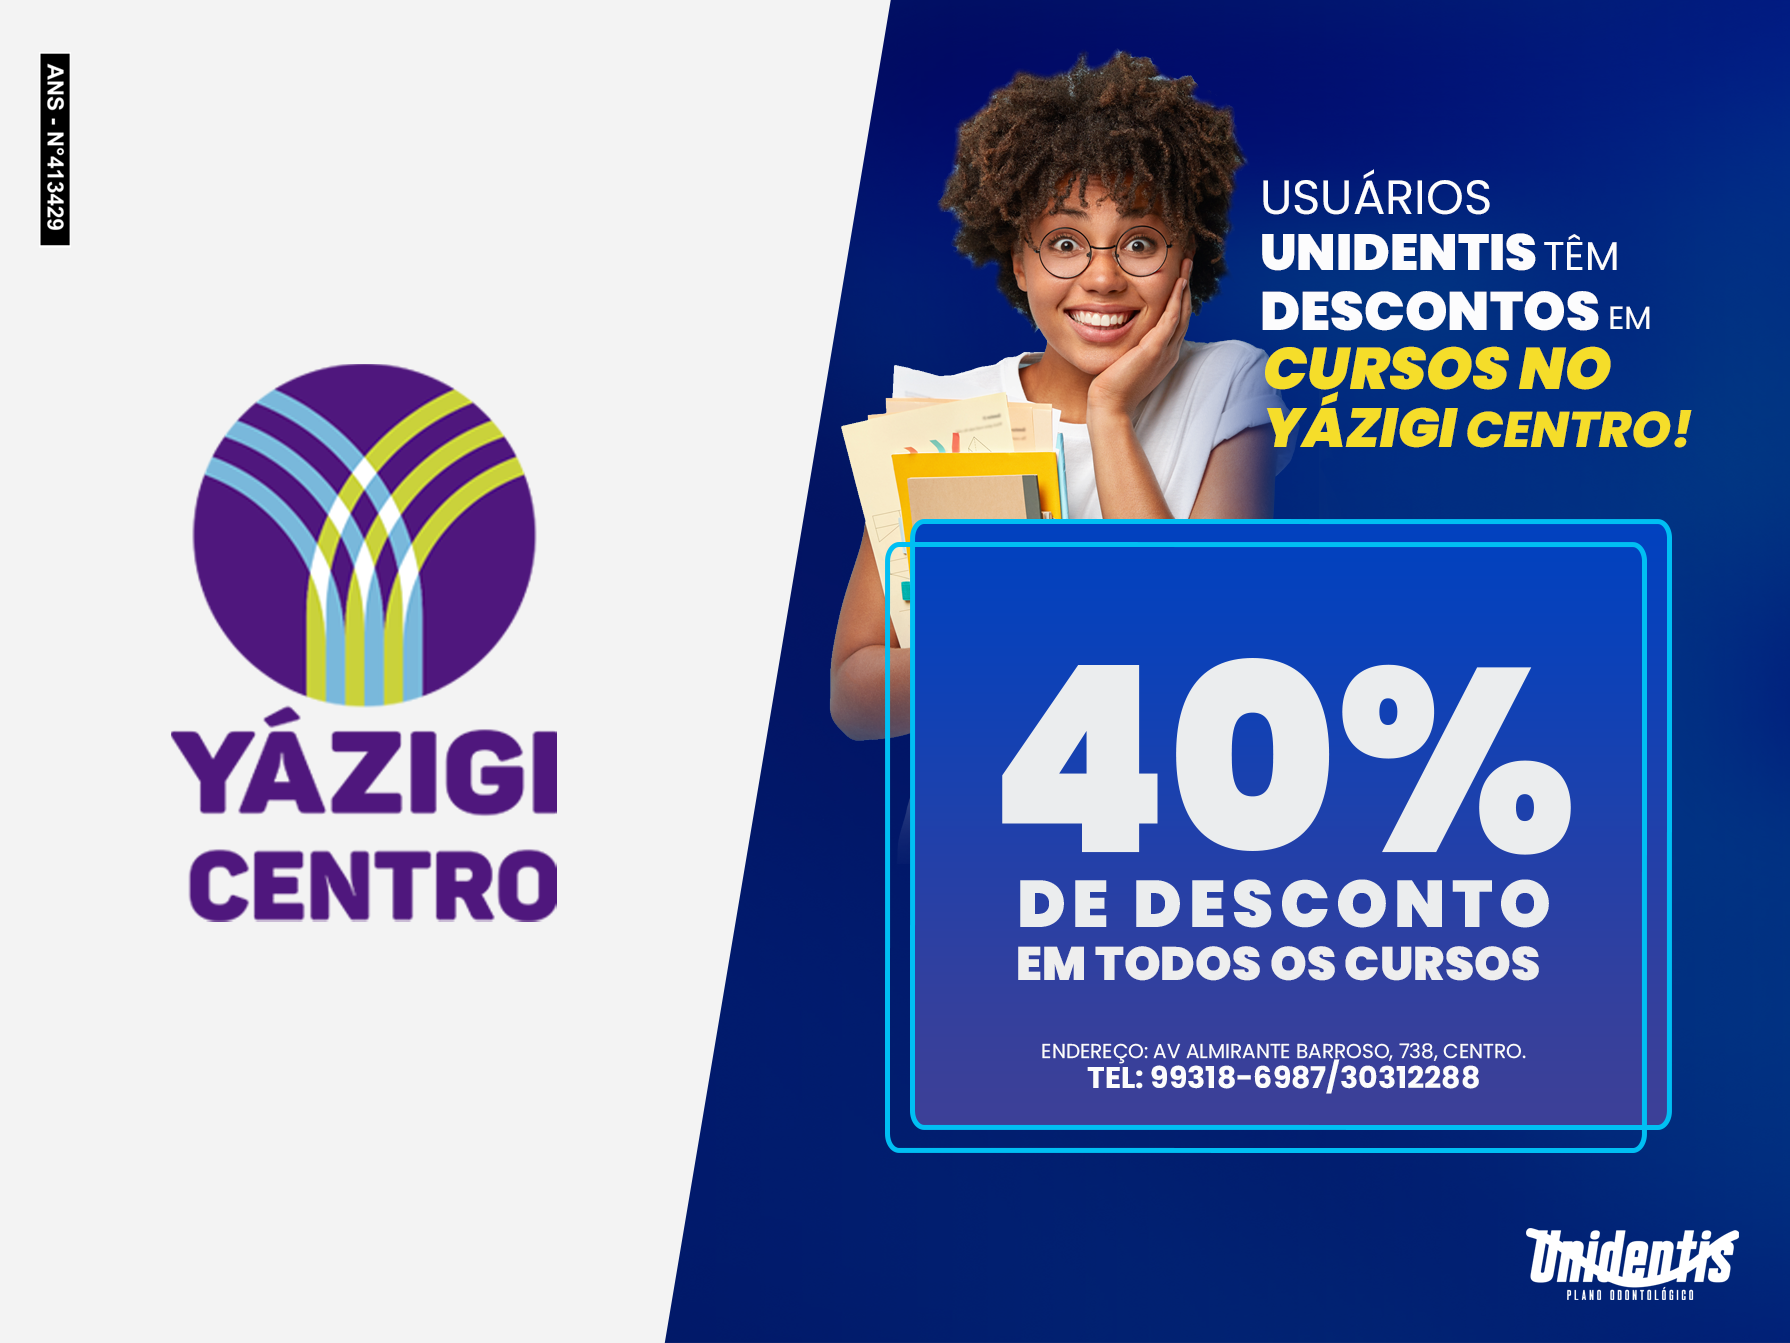 ANS - N°413429
YÁZIGI
CENTRO
USUÁRIOS
UNIDENTIS TÊM
DESCONTOS EM
CURSOS NO
YÁZIGI CENTRO!
40%
DE DESCONTO
EM TODOS OS CURSOS
ENDEREÇO: AV ALMIRANTE BARROSO, 738, CENTRO.
TEL: 99318-6987/30312288
Unidentis
PLANO ODONTOLÓGICO